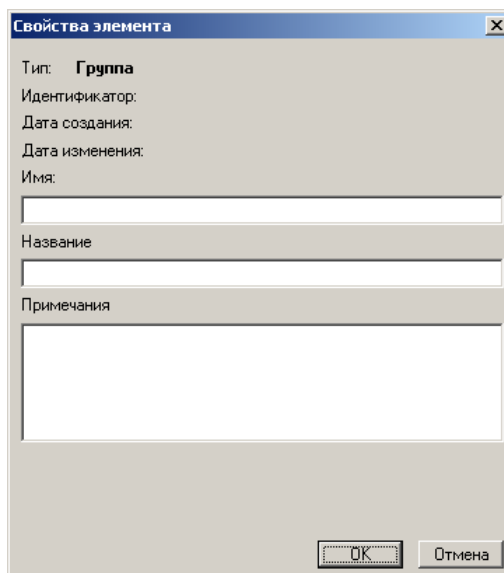 Свойства элемента
Тип: Группа
Идентификатор:
Дата создания:
Дата изменения:
Имя:
Название
Примечания
OK Отмена